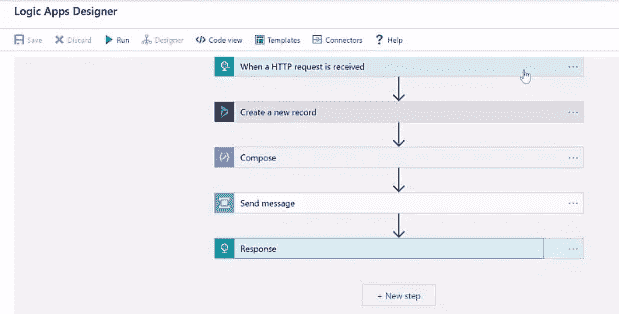 Logic Apps Designer
Save Discard Run Designer </> Code view Templates Connectors ? Help
When a HTTP request is received ...
Create a new record ...
{/} Compose ...
Send message ...
Response ...
+ New step